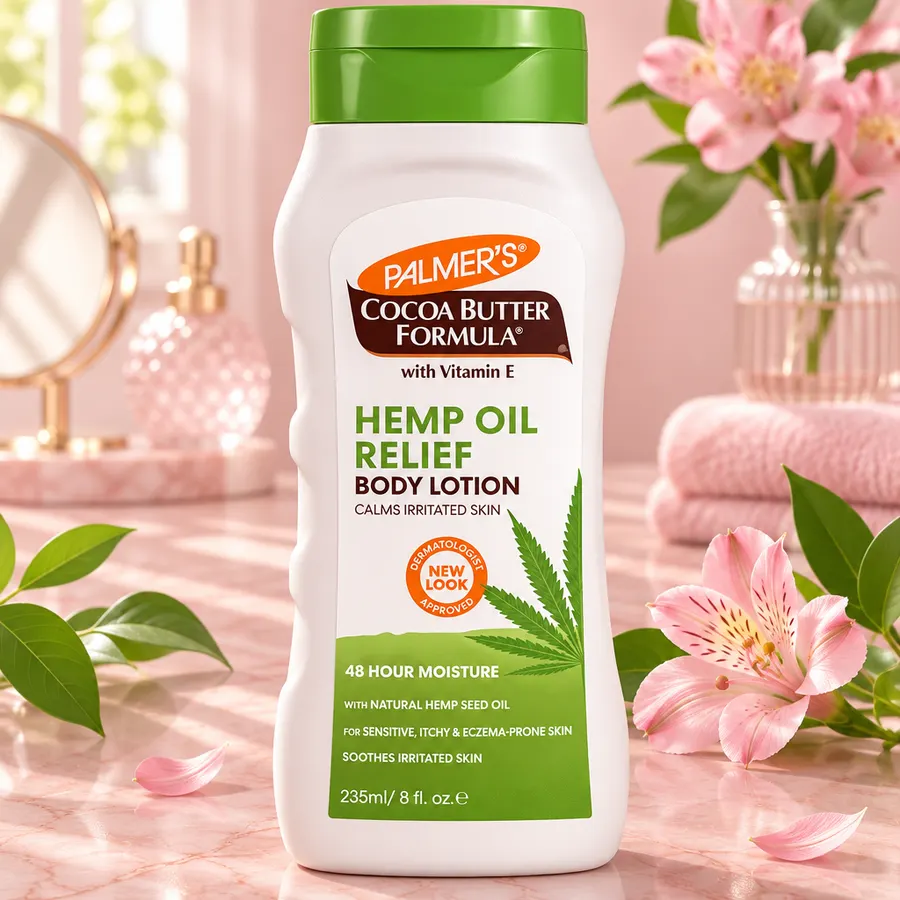 PALMER'S®
COCOA BUTTER
FORMULA®
with Vitamin E
HEMP OIL
RELIEF
BODY LOTION
CALMS IRRITATED SKIN
DERMATOLOGIST
NEW
LOOK
APPROVED
48 HOUR MOISTURE
WITH NATURAL HEMP SEED OIL
FOR SENSITIVE, ITCHY & ECZEMA-PRONE SKIN
SOOTHES IRRITATED SKIN
235ml/ 8 fl. oz.℮